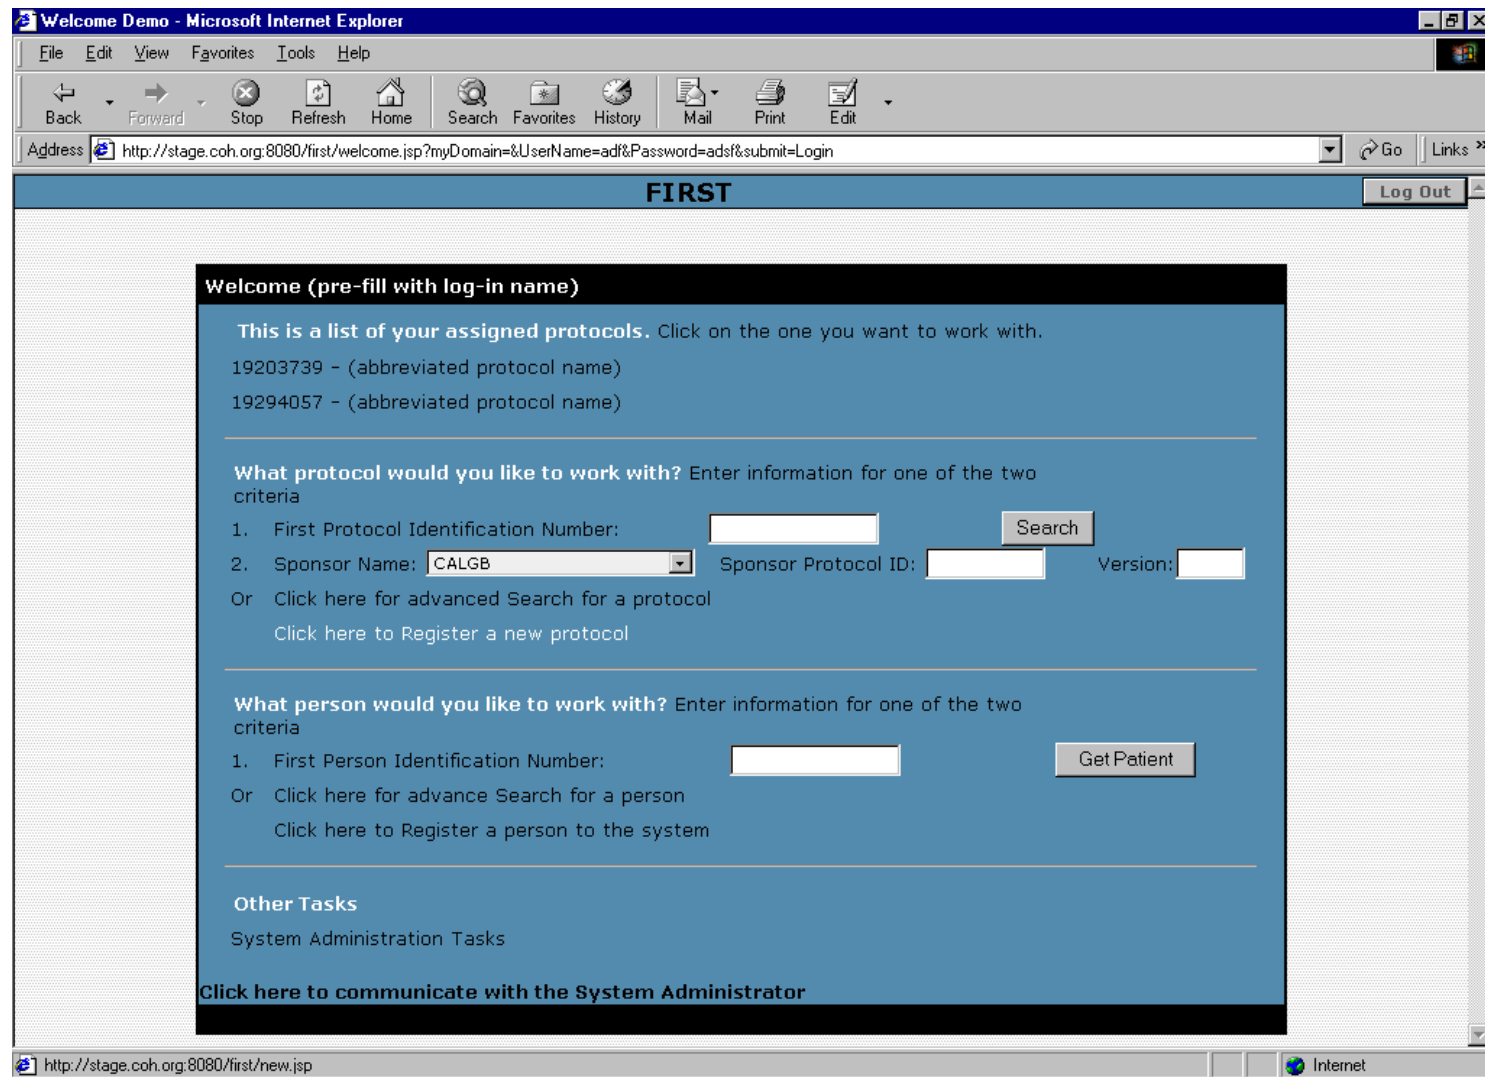 Welcome Demo - Microsoft Internet Explorer
File Edit View Favorites Tools Help
Back Forward Stop Refresh Home Search Favorites History Mail Print Edit
Address http://stage.coh.org:8080/first/welcome.jsp?myDomain=&UserName=adf&Password=adsf&submit=Login Go Links »
FIRST Log Out
Welcome (pre-fill with log-in name)
This is a list of your assigned protocols. Click on the one you want to work with.
19203739 - (abbreviated protocol name)
19294057 - (abbreviated protocol name)
What protocol would you like to work with? Enter information for one of the two
criteria
1. First Protocol Identification Number: Search
2. Sponsor Name: CALGB Sponsor Protocol ID: Version:
Or Click here for advanced Search for a protocol
Click here to Register a new protocol
What person would you like to work with? Enter information for one of the two
criteria
1. First Person Identification Number: Get Patient
Or Click here for advance Search for a person
Click here to Register a person to the system
Other Tasks
System Administration Tasks
Click here to communicate with the System Administrator
http://stage.coh.org:8080/first/new.jsp Internet